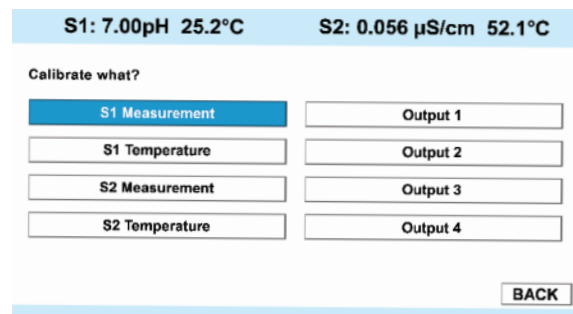 S1: 7.00pH 25.2°C S2: 0.056 µS/cm 52.1°C
Calibrate what?
S1 Measurement Output 1
S1 Temperature Output 2
S2 Measurement Output 3
S2 Temperature Output 4
BACK